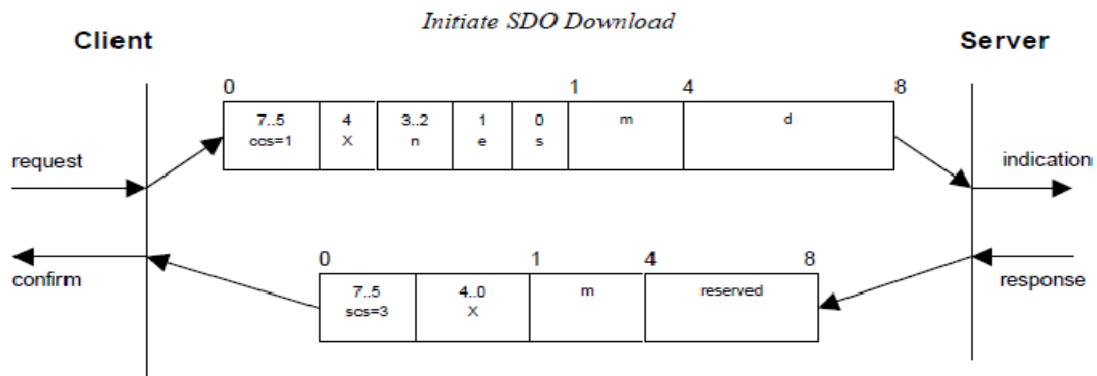 Initiate SDO Download
Client
Server
0 1 4 8
7..5 4 3..2 1 0 m d
ccs=1 X n e s
request
indication
0 1 4 8
confirm
response
7..5 4..0 m reserved
scs=3 X